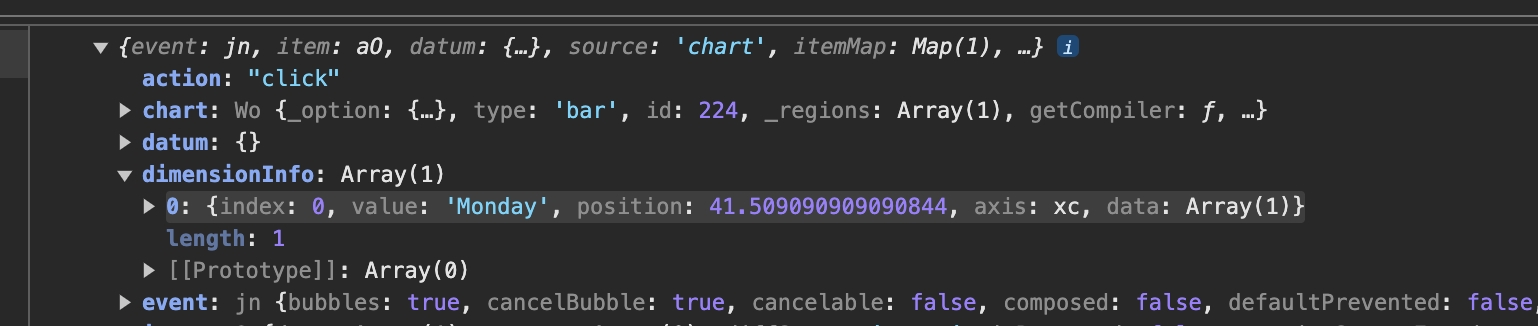 ▼ {event: jn, item: aO, datum: {…}, source: 'chart', itemMap: Map(1), …} i
action: "click"
▶ chart: Wo {_option: {…}, type: 'bar', id: 224, _regions: Array(1), getCompiler: ƒ, …}
▶ datum: {}
▼ dimensionInfo: Array(1)
▶ 0: {index: 0, value: 'Monday', position: 41.509090909090844, axis: xc, data: Array(1)}
length: 1
▶ [[Prototype]]: Array(0)
▶ event: jn {bubbles: true, cancelBubble: true, cancelable: false, composed: false, defaultPrevented: false,